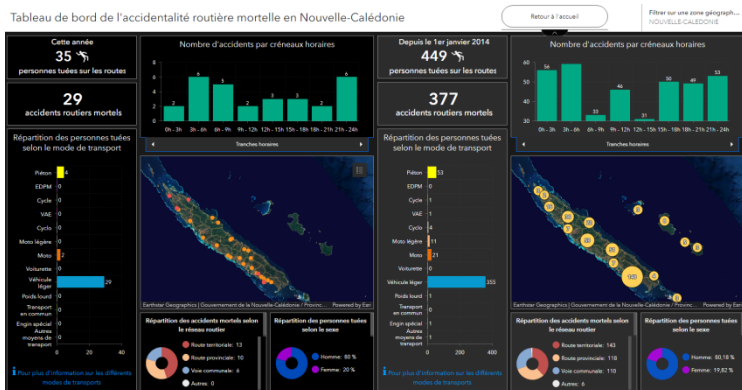 Tableau de bord de l'accidentalité routière mortelle en Nouvelle-Calédonie
Retour à l'accueil
Filtrer sur une zone géograph...
NOUVELLE-CALEDONIE
Cette année
35
personnes tuées sur les routes
29
accidents routiers mortels
Répartition des personnes tuées
selon le mode de transport
Piéton 4
EDPM 0
Cycle 0
VAE 0
Cyclo 0
Moto légère 0
Moto 2
Voiturette 0
Véhicule
léger 29
Poids lourd 0
Transport
en commun 0
Engin spécial 0
Autres
moyens de
transport 0
0 20 40
Pour plus d'information sur les différents
modes de transports
Nombre d'accidents par créneaux horaires
8
6
4
2
0
2 6 5 2 3 3 2 6
0h - 3h 3h - 6h 6h - 9h 9h - 12h 12h - 15h 15h - 18h 18h - 21h 21h - 24h
Tranches horaires
Earthstar Geographics | Gouvernement de la Nouvelle-Calédonie / Provinc... Powered by Esri
Répartition des accidents mortels selon
le réseau routier
Route territoriale: 13
Route provinciale: 10
Voie communale: 6
Autre: 0
Répartition des personnes tuées
selon le sexe
Homme: 80 %
Femme: 20 %
Depuis le 1er janvier 2014
449
personnes tuées sur les routes
377
accidents routiers mortels
Répartition des personnes tuées
selon le mode de transport
Piéton 53
EDPM 0
Cycle 1
VAE 1
Cyclo 4
Moto légère 11
Moto 21
Voiturette 0
Véhicule
léger 355
Poids lourd 1
Transport
en commun
Engin spécial 1
Autres
moyens de
transport 1
0 200 400
Pour plus d'information sur les différents
modes de transports
Nombre d'accidents par créneaux horaires
60
50
40
30
56 33 46 31 50 49 53
0h - 3h 3h - 6h 6h - 9h 9h - 12h 12h - 15h 15h - 18h 18h - 21h 21h - 24h
Tranches horaires
Earthstar Geographics | Gouvernement de la Nouvelle-Calédonie / Provinc... Powered by Esri
Répartition des accidents mortels selon
le réseau routier
Route territoriale: 143
Route provinciale: 118
Voie communale: 110
Autre: 6
Répartition des personnes tuées
selon le sexe
Homme: 80,18 %
Femme: 19,82 %